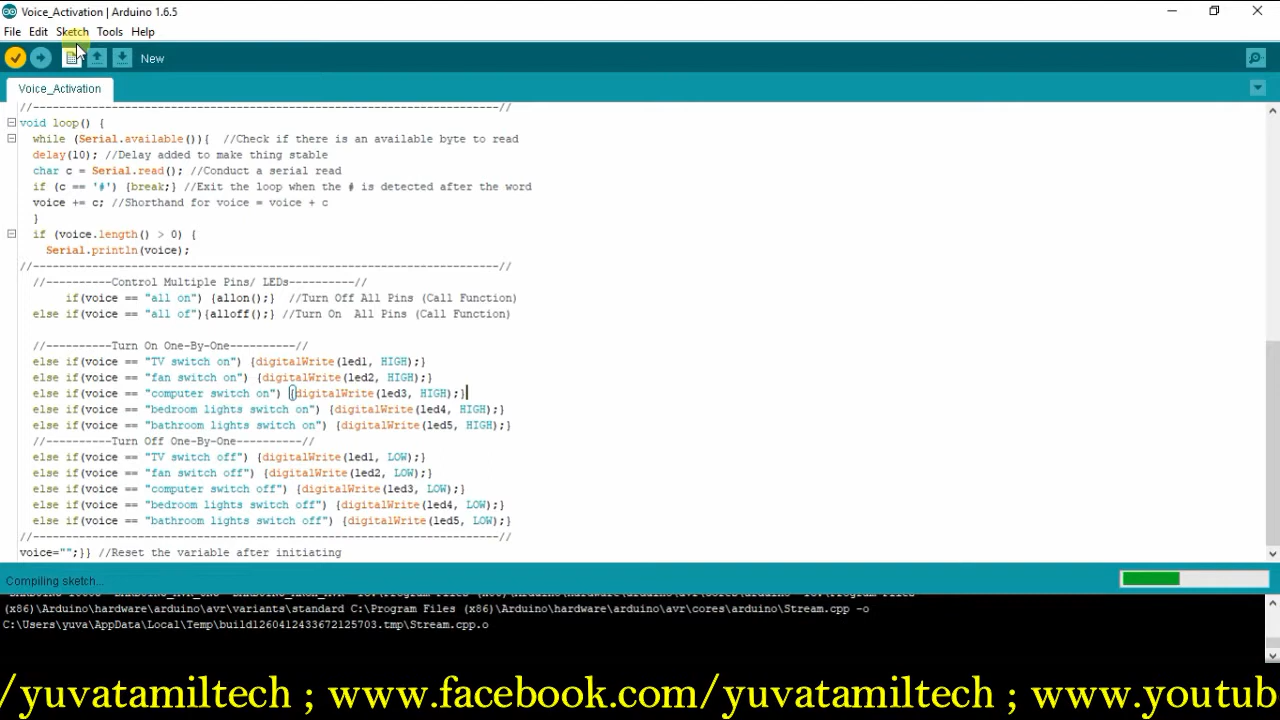 Voice_Activation | Arduino 1.6.5
File Edit Sketch Tools Help
New
Voice_Activation
//-----------------------------------------------------------------------//
void loop() {
while (Serial.available()){ //Check if there is an available byte to read
delay(10); //Delay added to make thing stable
char c = Serial.read(); //Conduct a serial read
if (c == '#') {break;} //Exit the loop when the # is detected after the word
voice += c; //Shorthand for voice = voice + c
}
if (voice.length() > 0) {
Serial.println(voice);
//-----------------------------------------------------------------------//
//----------Control Multiple Pins/ LEDs----------//
if(voice == "all on") {allon();} //Turn Off All Pins (Call Function)
else if(voice == "all of"){alloff();} //Turn On  All Pins (Call Function)
//----------Turn On One-By-One----------//
else if(voice == "TV switch on") {digitalWrite(led1, HIGH);}
else if(voice == "fan switch on") {digitalWrite(led2, HIGH);}
else if(voice == "computer switch on") {digitalWrite(led3, HIGH);}
else if(voice == "bedroom lights switch on") {digitalWrite(led4, HIGH);}
else if(voice == "bathroom lights switch on") {digitalWrite(led5, HIGH);}
//----------Turn Off One-By-One----------//
else if(voice == "TV switch off") {digitalWrite(led1, LOW);}
else if(voice == "fan switch off") {digitalWrite(led2, LOW);}
else if(voice == "computer switch off") {digitalWrite(led3, LOW);}
else if(voice == "bedroom lights switch off") {digitalWrite(led4, LOW);}
else if(voice == "bathroom lights switch off") {digitalWrite(led5, LOW);}
//-----------------------------------------------------------------------//
voice="";}} //Reset the variable after initiating
Compiling sketch...
(x86)\Arduino\hardware\arduino\avr\variants\standard C:\Program Files (x86)\Arduino\hardware\arduino\avr\cores\arduino\Stream.cpp -o
C:\Users\yuva\AppData\Local\Temp\build1260412433672125703.tmp\Stream.cpp.o
/yuvatamiltech ; www.facebook.com/yuvatamiltech ; www.youtub